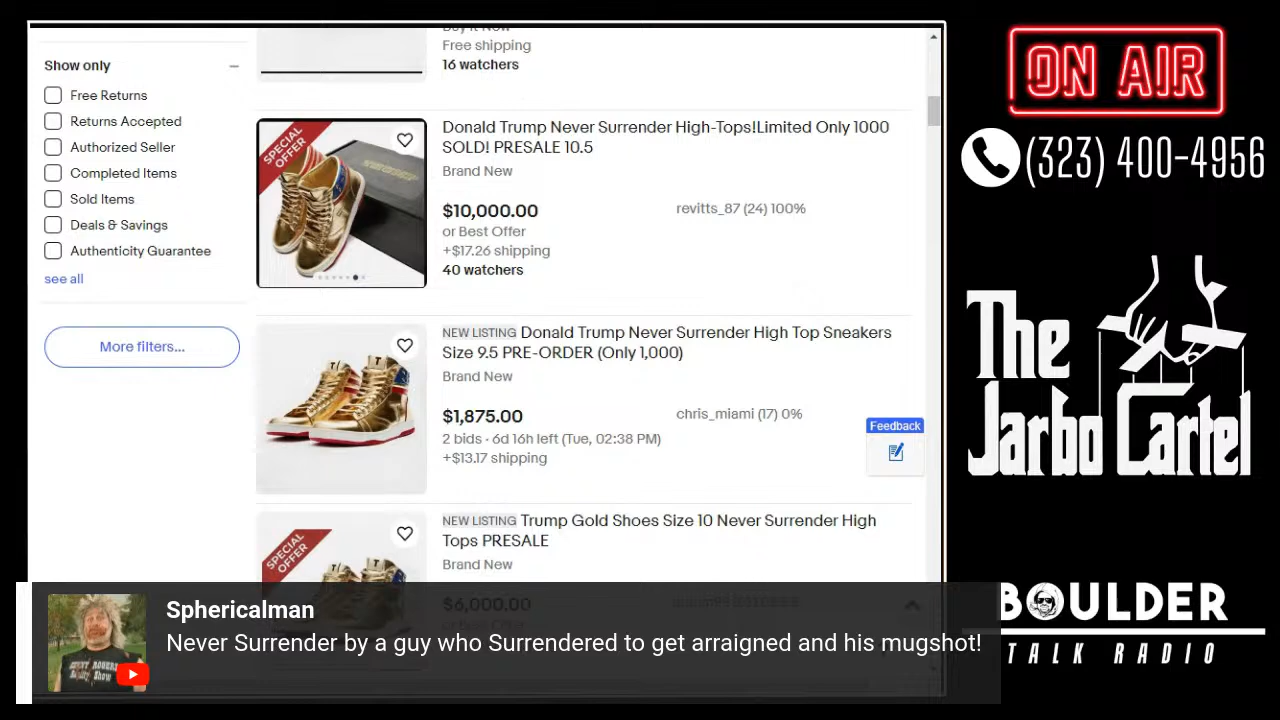 Buy It Now
Free shipping
16 watchers
Show only
Free Returns
Returns Accepted
Authorized Seller
Completed Items
Sold Items
Deals & Savings
Authenticity Guarantee
see all
More filters...
SPECIAL
OFFER
Donald Trump Never Surrender High-Tops!Limited Only 1000
SOLD! PRESALE 10.5
Brand New
$10,000.00
revitts_87 (24) 100%
or Best Offer
+$17.26 shipping
40 watchers
NEW LISTING Donald Trump Never Surrender High Top Sneakers
Size 9.5 PRE-ORDER (Only 1,000)
Brand New
$1,875.00
chris_miami (17) 0%
2 bids · 6d 16h left (Tue, 02:38 PM)
+$13.17 shipping
Feedback
SPECIAL
OFFER
NEW LISTING Trump Gold Shoes Size 10 Never Surrender High
Tops PRESALE
Brand New
$6,000.00
or Best Offer
Sphericalman
Never Surrender by a guy who Surrendered to get arraigned and his mugshot!
ON AIR
(323) 400-4956
The
Jarbo Cartel
BOULDER
TALK RADIO